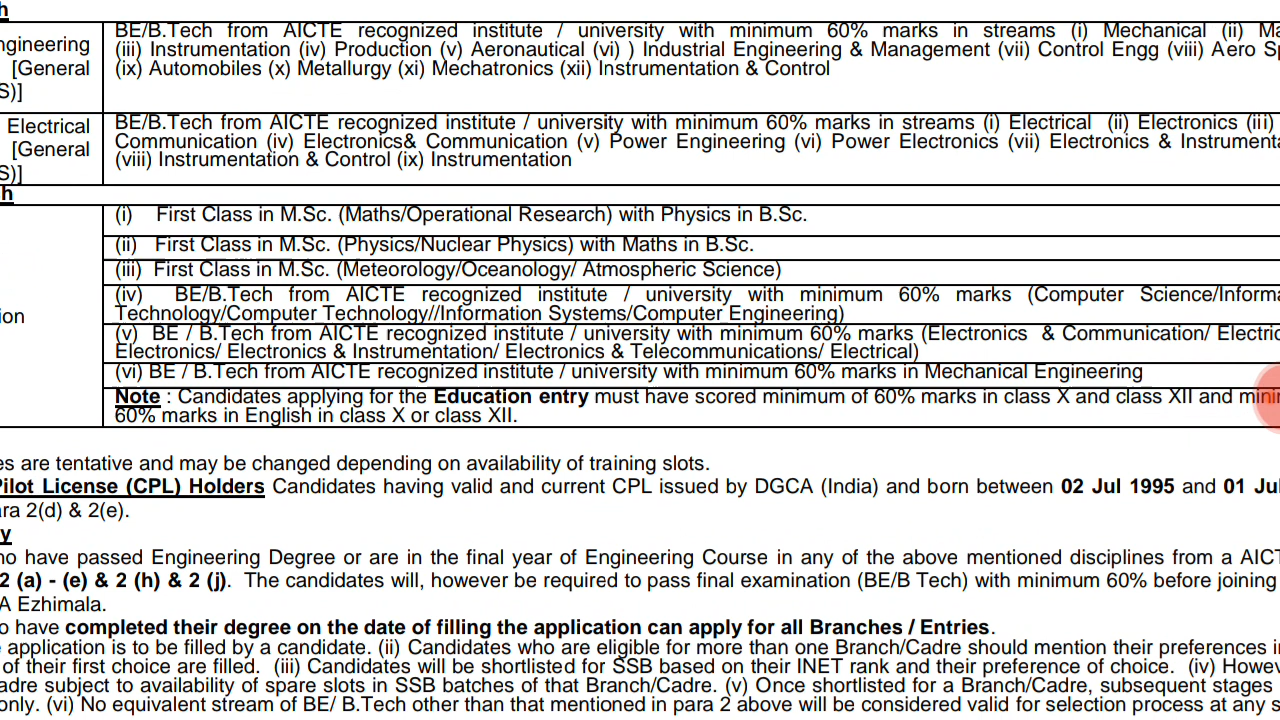 h
BE/B.Tech from AICTE recognized institute / university with minimum 60% marks in streams (i) Mechanical (ii)
ngineering
(iii) Instrumentation (iv) Production (v) Aeronautical (vi) ) Industrial Engineering & Management (vii) Control Engg (viii) Aero
[General
(ix) Automobiles (x) Metallurgy (xi) Mechatronics (xii) Instrumentation & Control
S)]
Electrical
BE/B.Tech from AICTE recognized institute / university with minimum 60% marks in streams (i) Electrical (ii) Electronics (iii)
Communication (iv) Electronics& Communication (v) Power Engineering (vi) Power Electronics (vii) Electronics & Instrumenta
[General
(viii) Instrumentation & Control (ix) Instrumentation
S)]
h
(i) First Class in M.Sc. (Maths/Operational Research) with Physics in B.Sc.
(ii) First Class in M.Sc. (Physics/Nuclear Physics) with Maths in B.Sc.
(iii) First Class in M.Sc. (Meteorology/Oceanology/ Atmospheric Science)
ion
(iv) BE/B.Tech from AICTE recognized institute / university with minimum 60% marks (Computer Science/Informa
Technology/Computer Technology//Information Systems/Computer Engineering)
(v) BE / B.Tech from AICTE recognized institute / university with minimum 60% marks (Electronics & Communication/ Electric
Electronics/ Electronics & Instrumentation/ Electronics & Telecommunications/ Electrical)
(vi) BE / B.Tech from AICTE recognized institute / university with minimum 60% marks in Mechanical Engineering
Note : Candidates applying for the Education entry must have scored minimum of 60% marks in class X and class XII and mini
60% marks in English in class X or class XII.
es are tentative and may be changed depending on availability of training slots.
Pilot License (CPL) Holders Candidates having valid and current CPL issued by DGCA (India) and born between 02 Jul 1995 and 01 Jul
ara 2(d) & 2(e).
y
ho have passed Engineering Degree or are in the final year of Engineering Course in any of the above mentioned disciplines from a AICT
2 (a) - (e) & 2 (h) & 2 (j). The candidates will, however be required to pass final examination (BE/B Tech) with minimum 60% before joining
A Ezhimala.
o have completed their degree on the date of filling the application can apply for all Branches / Entries.
application is to be filled by a candidate. (ii) Candidates who are eligible for more than one Branch/Cadre should mention their preferences i
of their first choice are filled. (iii) Candidates will be shortlisted for SSB based on their INET rank and their preference of choice. (iv) Howev
adre subject to availability of spare slots in SSB batches of that Branch/Cadre. (v) Once shortlisted for a Branch/Cadre, subsequent stages
only. (vi) No equivalent stream of BE/ B.Tech other than that mentioned in para 2 above will be considered valid for selection process at any s